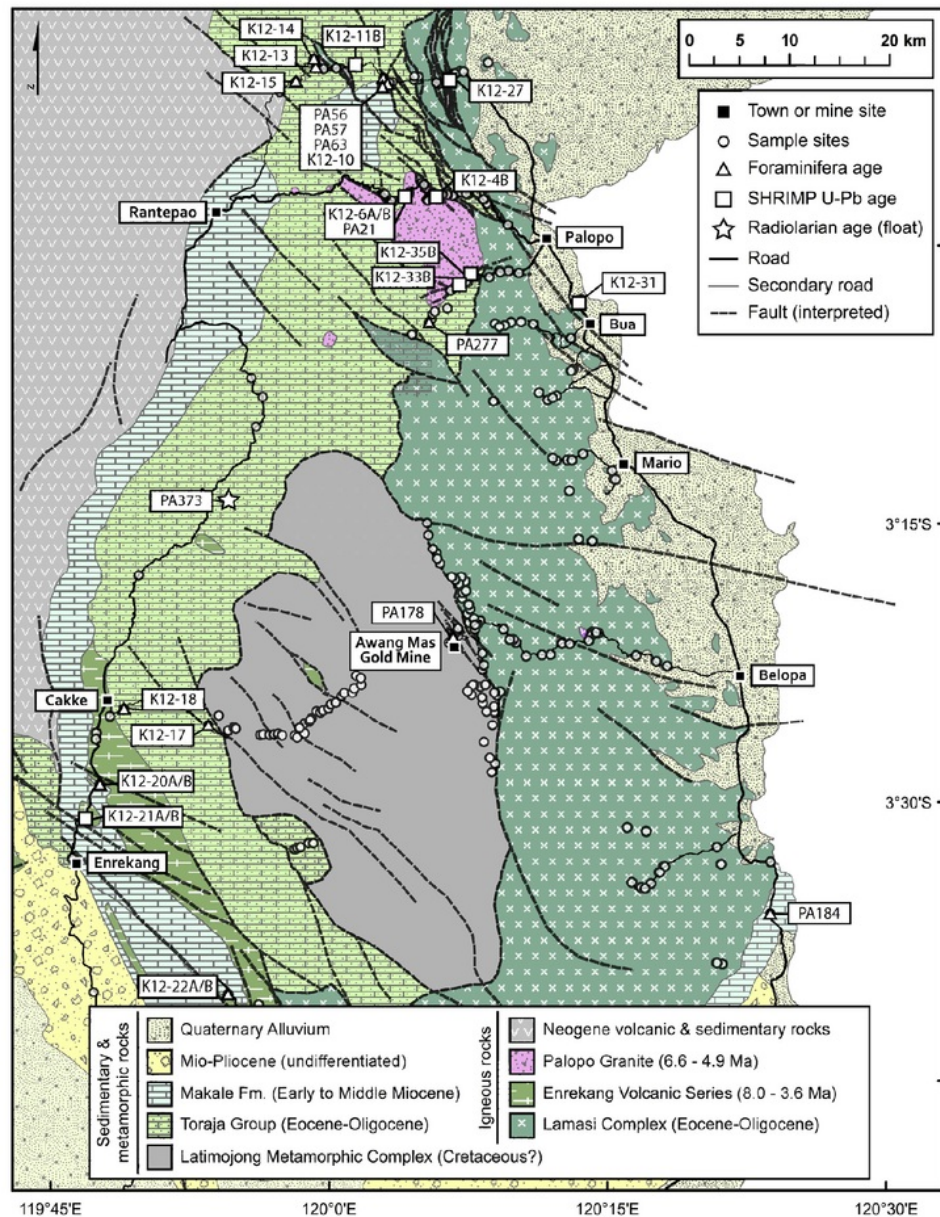 K12-14
K12-11B
K12-13
K12-15
K12-27
PA56
PA57
PA63
K12-10
K12-4B
Rantepao
K12-6A/B
PA21
Palopo
K12-35B
K12-33B
K12-31
Bua
PA277
Mario
PA373
3°15'S
PA178
Awang Mas
Gold Mine
Belopa
Cakke
K12-18
K12-17
K12-20A/B
3°30'S
K12-21A/B
Enrekang
PA184
K12-22A/B
z
0 5 10 20 km
Town or mine site
Sample sites
Foraminifera age
SHRIMP U-Pb age
Radiolarian age (float)
Road
Secondary road
Fault (interpreted)
Sedimentary &
metamorphic rocks
Quaternary Alluvium
Mio-Pliocene (undifferentiated)
Makale Fm. (Early to Middle Miocene)
Toraja Group (Eocene-Oligocene)
Latimojong Metamorphic Complex (Cretaceous?)
Igneous rocks
Neogene volcanic & sedimentary rocks
Palopo Granite (6.6 - 4.9 Ma)
Enrekang Volcanic Series (8.0 - 3.6 Ma)
Lamasi Complex (Eocene-Oligocene)
119°45'E 120°0'E 120°15'E 120°30'E